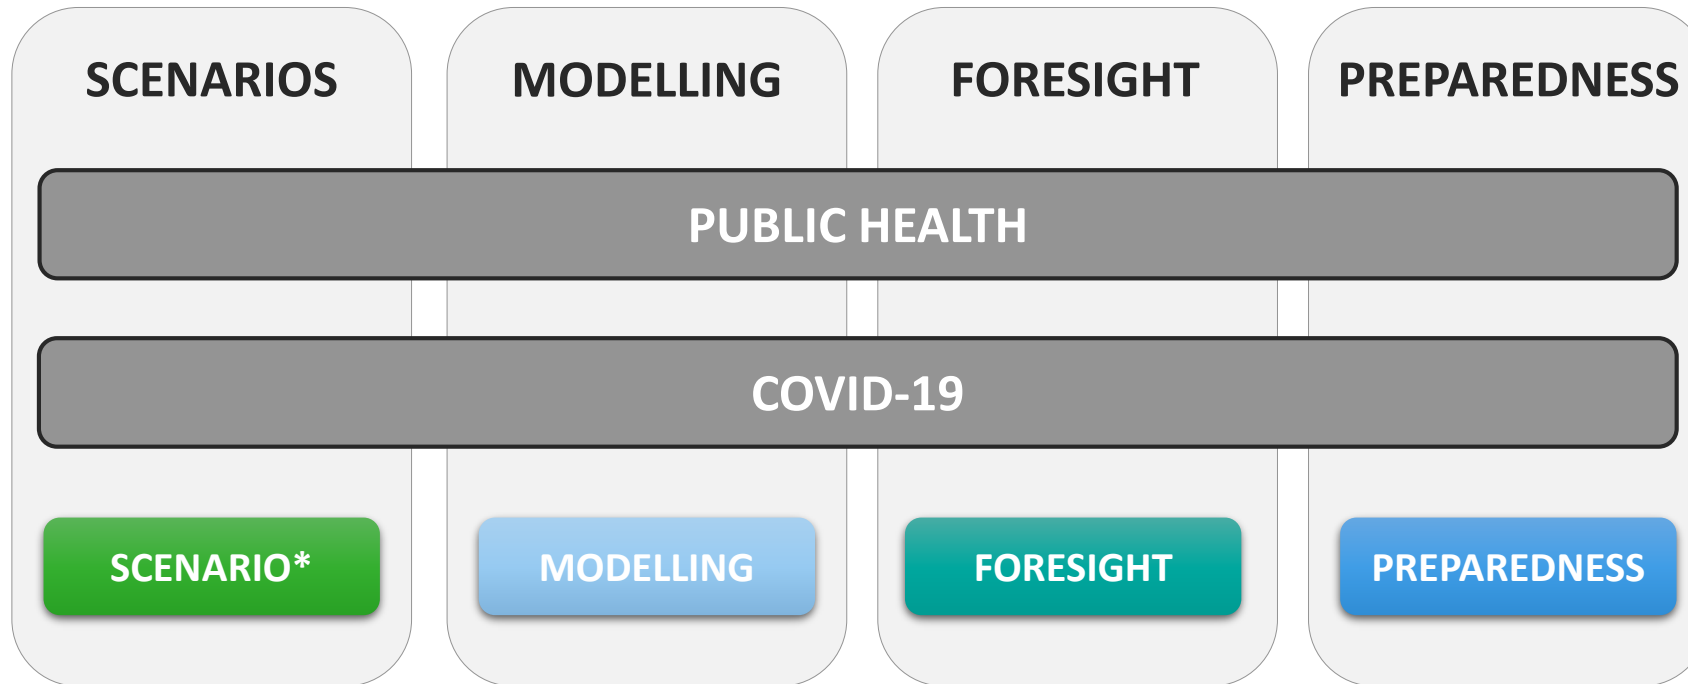 SCENARIOS
MODELLING
FORESIGHT
PREPAREDNESS
PUBLIC HEALTH
COVID-19
SCENARIO*
MODELLING
FORESIGHT
PREPAREDNESS